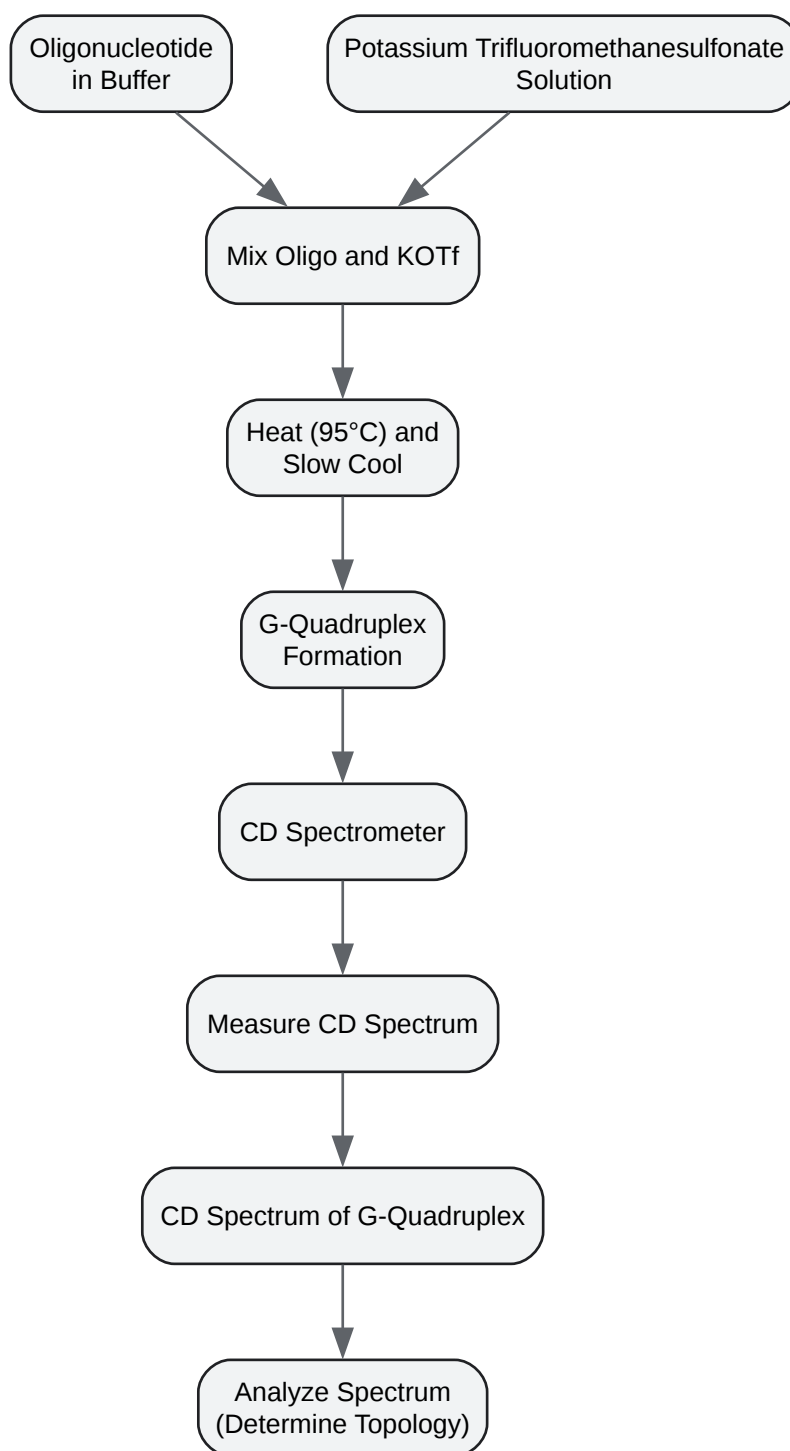 Oligonucleotide
in Buffer
Potassium Trifluoromethanesulfonate
Solution
Mix Oligo and KOTf
Heat (95°C) and
Slow Cool
G-Quadruplex
Formation
CD Spectrometer
Measure CD Spectrum
CD Spectrum of G-Quadruplex
Analyze Spectrum
(Determine Topology)